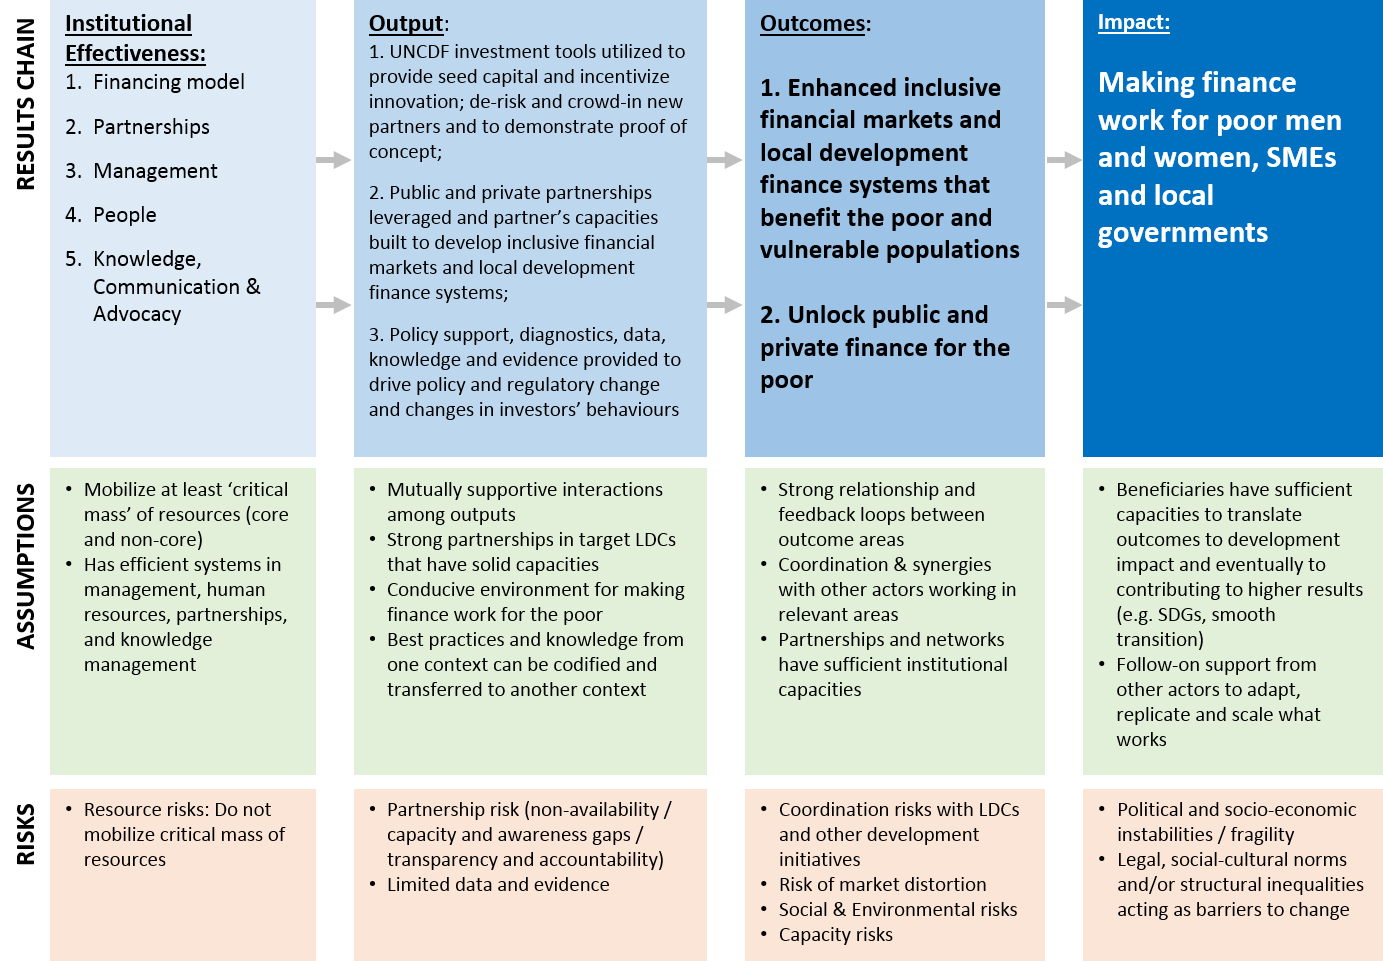 RESULTS CHAIN
Institutional
Effectiveness:
1. Financing model
2. Partnerships
3. Management
4. People
5. Knowledge,
Communication &
Advocacy
Output:
1. UNCDF investment tools utilized to
provide seed capital and incentivize
innovation; de-risk and crowd-in new
partners and to demonstrate proof of
concept;
2. Public and private partnerships
leveraged and partner’s capacities
built to develop inclusive financial
markets and local development
finance systems;
3. Policy support, diagnostics, data,
knowledge and evidence provided to
drive policy and regulatory change
and changes in investors’ behaviours
Outcomes:
1. Enhanced inclusive
financial markets and
local development
finance systems that
benefit the poor and
vulnerable populations
2. Unlock public and
private finance for the
poor
Impact:
Making finance
work for poor men
and women, SMEs
and local
governments
ASSUMPTIONS
• Mobilize at least ‘critical
mass’ of resources (core
and non-core)
• Has efficient systems in
management, human
resources, partnerships,
and knowledge
management
• Mutually supportive interactions
among outputs
• Strong partnerships in target LDCs
that have solid capacities
• Conducive environment for making
finance work for the poor
• Best practices and knowledge from
one context can be codified and
transferred to another context
• Strong relationship and
feedback loops between
outcome areas
• Coordination & synergies
with other actors working in
relevant areas
• Partnerships and networks
have sufficient institutional
capacities
• Beneficiaries have sufficient
capacities to translate
outcomes to development
impact and eventually to
contributing to higher results
(e.g. SDGs, smooth
transition)
• Follow-on support from
other actors to adapt,
replicate and scale what
works
RISKS
• Resource risks: Do not
mobilize critical mass of
resources
• Partnership risk (non-availability /
capacity and awareness gaps /
transparency and accountability)
• Limited data and evidence
• Coordination risks with LDCs
and other development
initiatives
• Risk of market distortion
• Social & Environmental risks
• Capacity risks
• Political and socio-economic
instabilities / fragility
• Legal, social-cultural norms
and/or structural inequalities
acting as barriers to change